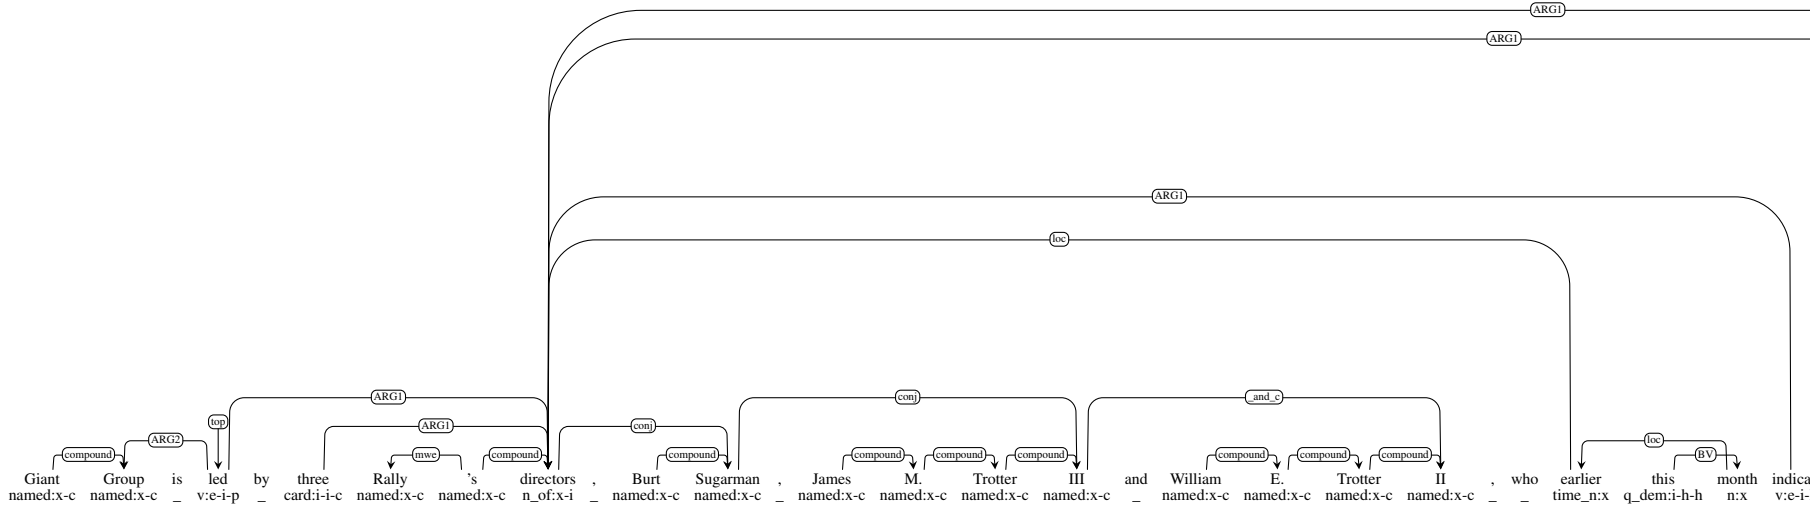 ARG1
ARG1
ARG1
loc
ARG1 conj _and_c
top ARG1 conj
ARG2 loc
compound mwe compound compound compound compound compound compound compound compound BV
Giant Group is led by three Rally 's directors , Burt Sugarman , James M. Trotter III and William E. Trotter II , who earlier this month indica
named:x-c named:x-c _ v:e-i-p _ card:i-i-c named:x-c named:x-c n_of:x-i _ named:x-c named:x-c _ named:x-c named:x-c named:x-c named:x-c _ named:x-c named:x-c named:x-c named:x-c _ _ time_n:x q_dem:i-h-h n:x v:e-i-